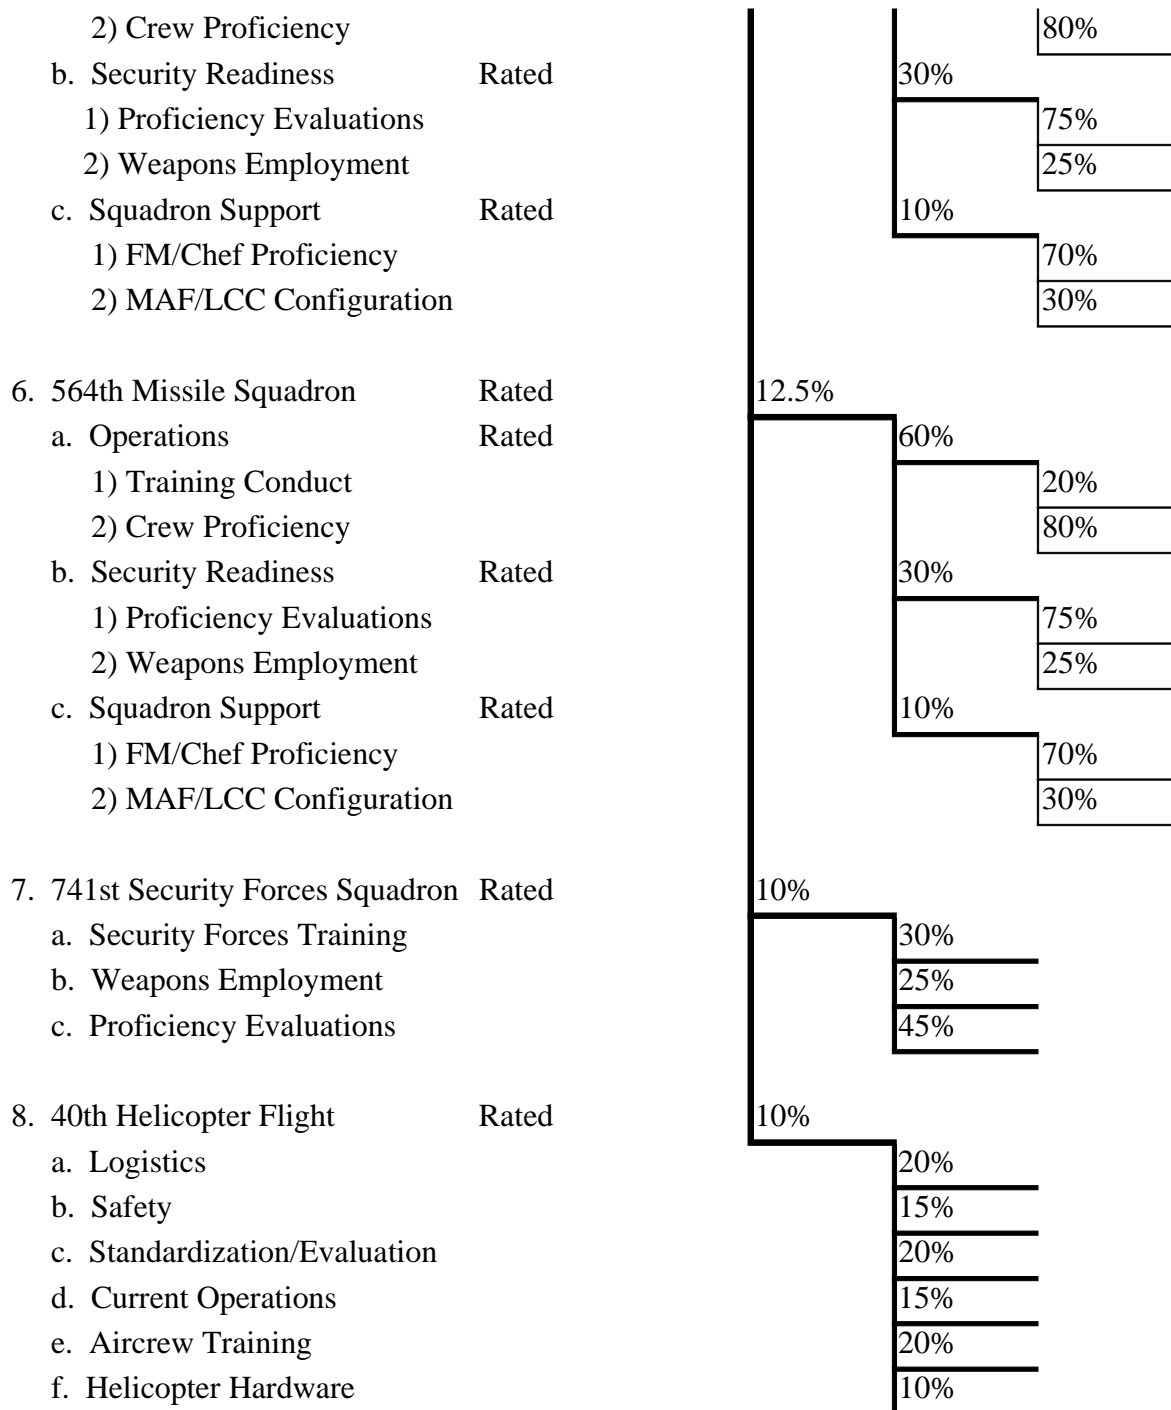 2) Crew Proficiency 80%
b. Security Readiness Rated 30%
1) Proficiency Evaluations 75%
2) Weapons Employment 25%
c. Squadron Support Rated 10%
1) FM/Chef Proficiency 70%
2) MAF/LCC Configuration 30%
6. 564th Missile Squadron Rated 12.5%
a. Operations Rated 60%
1) Training Conduct 20%
2) Crew Proficiency 80%
b. Security Readiness Rated 30%
1) Proficiency Evaluations 75%
2) Weapons Employment 25%
c. Squadron Support Rated 10%
1) FM/Chef Proficiency 70%
2) MAF/LCC Configuration 30%
7. 741st Security Forces Squadron Rated 10%
a. Security Forces Training 30%
b. Weapons Employment 25%
c. Proficiency Evaluations 45%
8. 40th Helicopter Flight Rated 10%
a. Logistics 20%
b. Safety 15%
c. Standardization/Evaluation 20%
d. Current Operations 15%
e. Aircrew Training 20%
f. Helicopter Hardware 10%